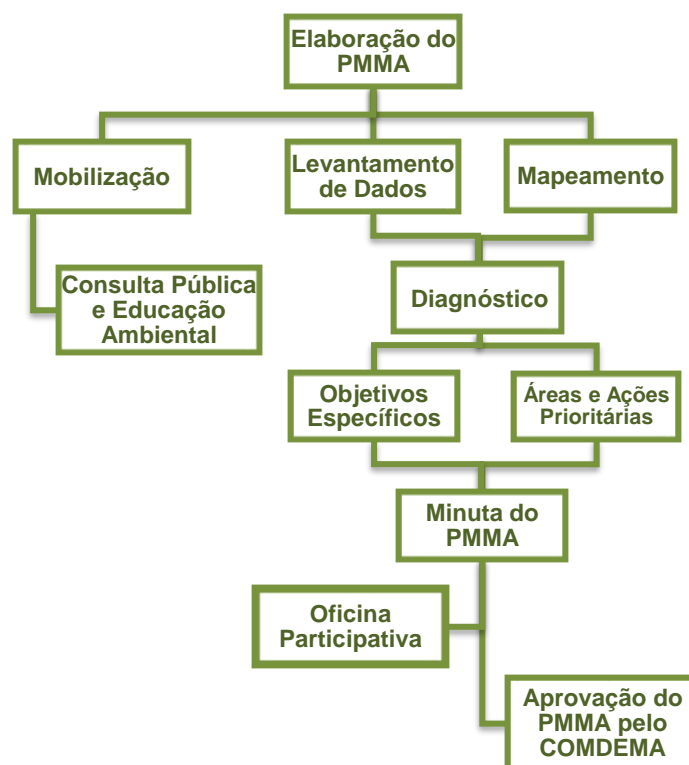 Elaboração do
PMMA
Mobilização
Levantamento
de Dados
Mapeamento
Consulta Pública
e Educação
Ambiental
Diagnóstico
Objetivos
Específicos
Áreas e Ações
Prioritárias
Minuta do
PMMA
Oficina
Participativa
Aprovação do
PMMA pelo
COMDEMA